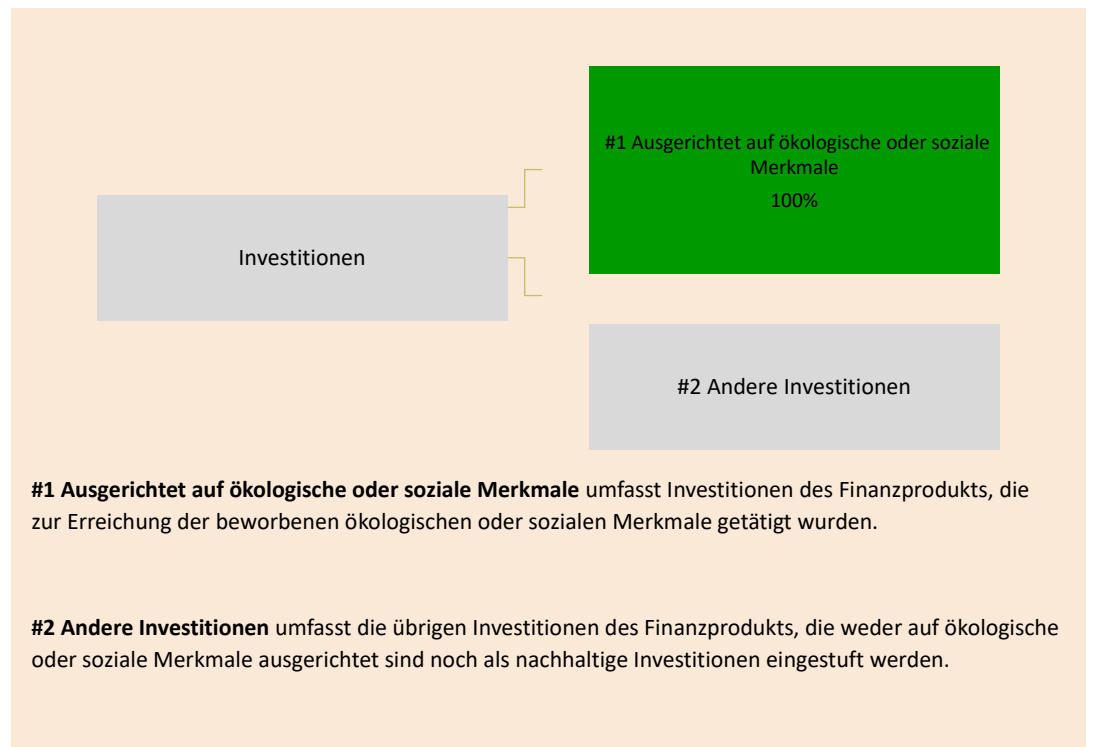 #1 Ausgerichtet auf ökologische oder soziale
Merkmale
100%
Investitionen
#2 Andere Investitionen
#1 Ausgerichtet auf ökologische oder soziale Merkmale umfasst Investitionen des Finanzprodukts, die
zur Erreichung der beworbenen ökologischen oder sozialen Merkmale getätigt wurden.
#2 Andere Investitionen umfasst die übrigen Investitionen des Finanzprodukts, die weder auf ökologische
oder soziale Merkmale ausgerichtet sind noch als nachhaltige Investitionen eingestuft werden.